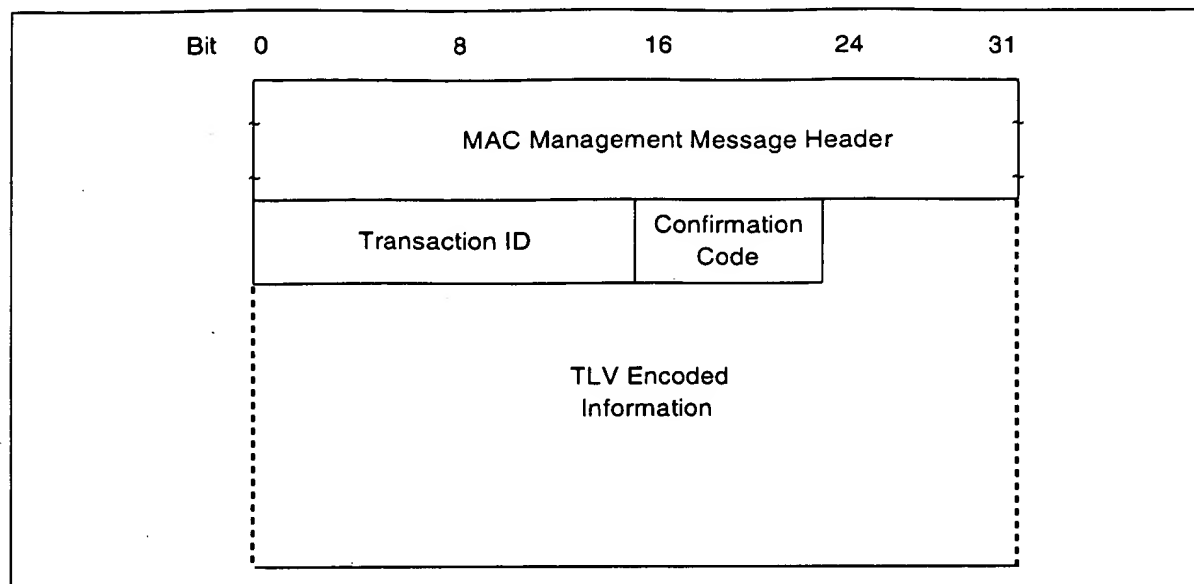 Bit 0 8 16 24 31
MAC Management Message Header
Transaction ID
Confirmation
Code
TLV Encoded
Information